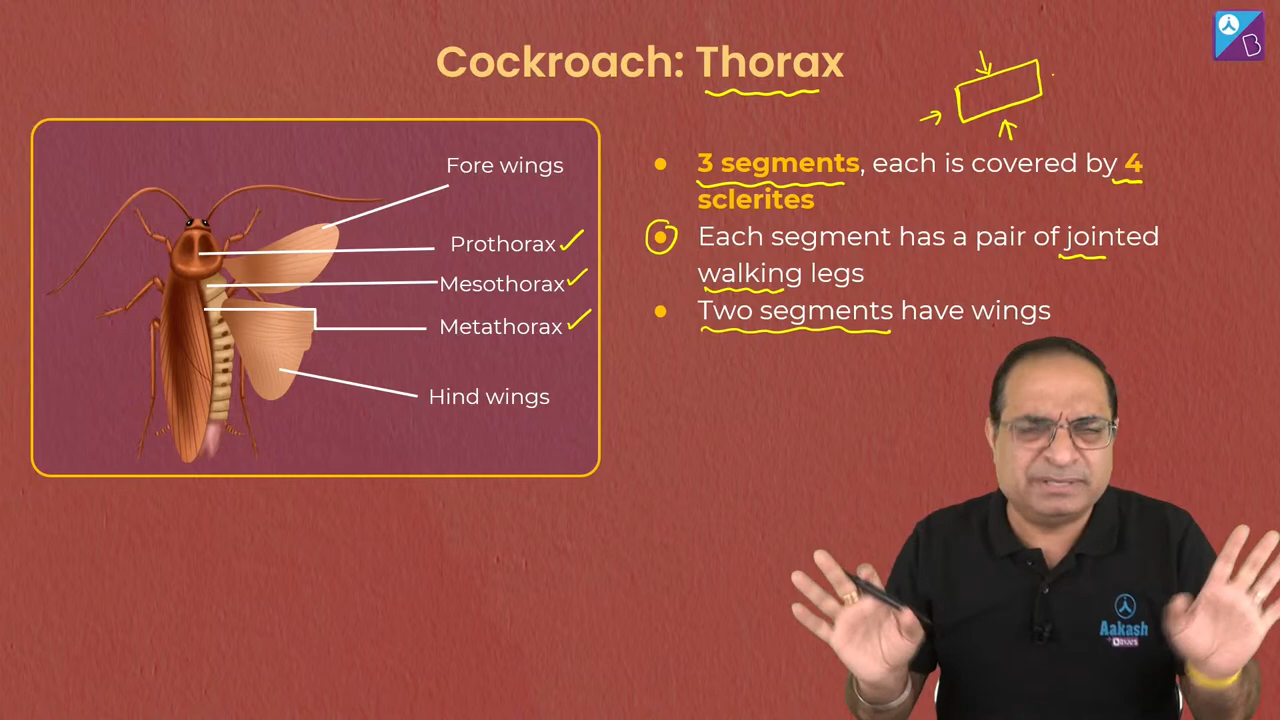 Cockroach: Thorax
Fore wings
Prothorax
Mesothorax
Metathorax
Hind wings
3 segments, each is covered by 4
sclerites
Each segment has a pair of jointed
walking legs
Two segments have wings
Aakash
B